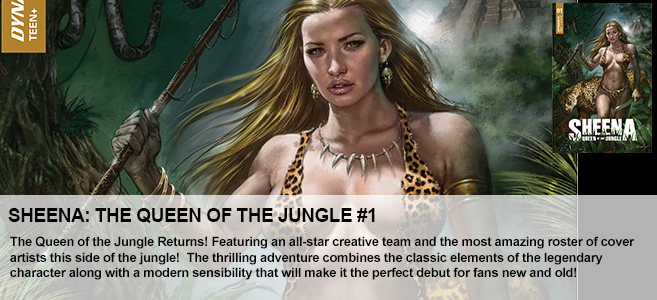 DYNA
TEEN+
SHEENA
QUEEN OF THE JUNGLE
SHEENA: THE QUEEN OF THE JUNGLE #1
The Queen of the Jungle Returns! Featuring an all-star creative team and the most amazing roster of cover
artists this side of the jungle! The thrilling adventure combines the classic elements of the legendary
character along with a modern sensibility that will make it the perfect debut for fans new and old!